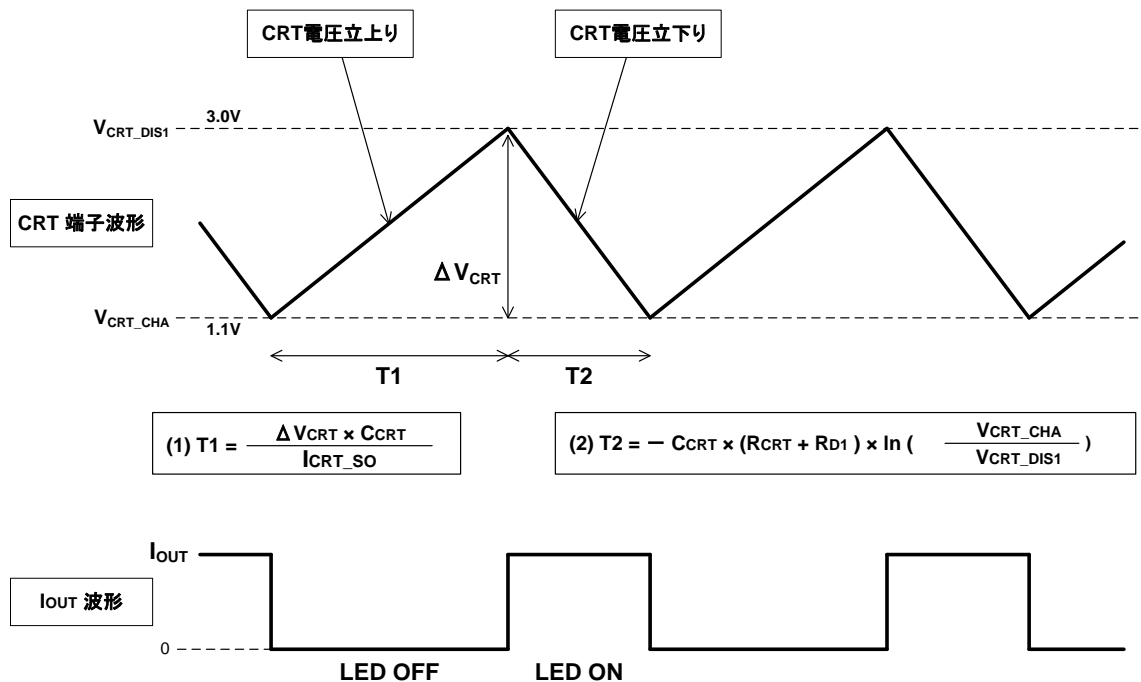 CRT電圧立上り
CRT電圧立下り
VCRT_DIS1
3.0V
CRT 端子波形
Δ VCRT
VCRT_CHA
1.1V
T1
T2
(1) T1 = Δ VCRT × CCRT / ICRT_SO
(2) T2 = － CCRT × (RCRT + RD1 ) × ln ( VCRT_CHA / VCRT_DIS1 )
IOUT
IOUT 波形
0
LED OFF
LED ON